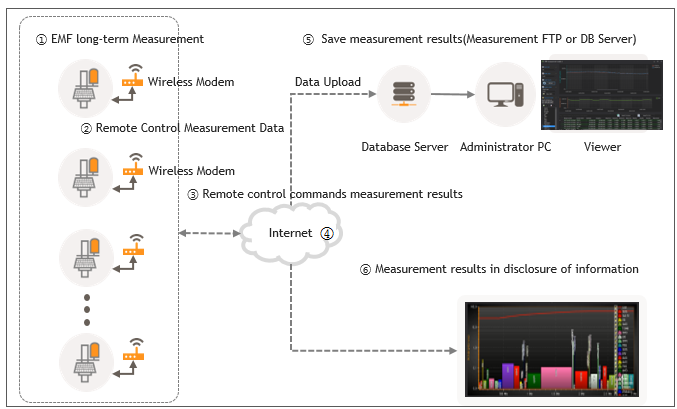 ① EMF long-term Measurement
⑤ Save measurement results(Measurement FTP or DB Server)
Wireless Modem
Data Upload
② Remote Control Measurement Data
Database Server
Administrator PC
Viewer
Wireless Modem
③ Remote control commands measurement results
Internet ④
⑥ Measurement results in disclosure of information